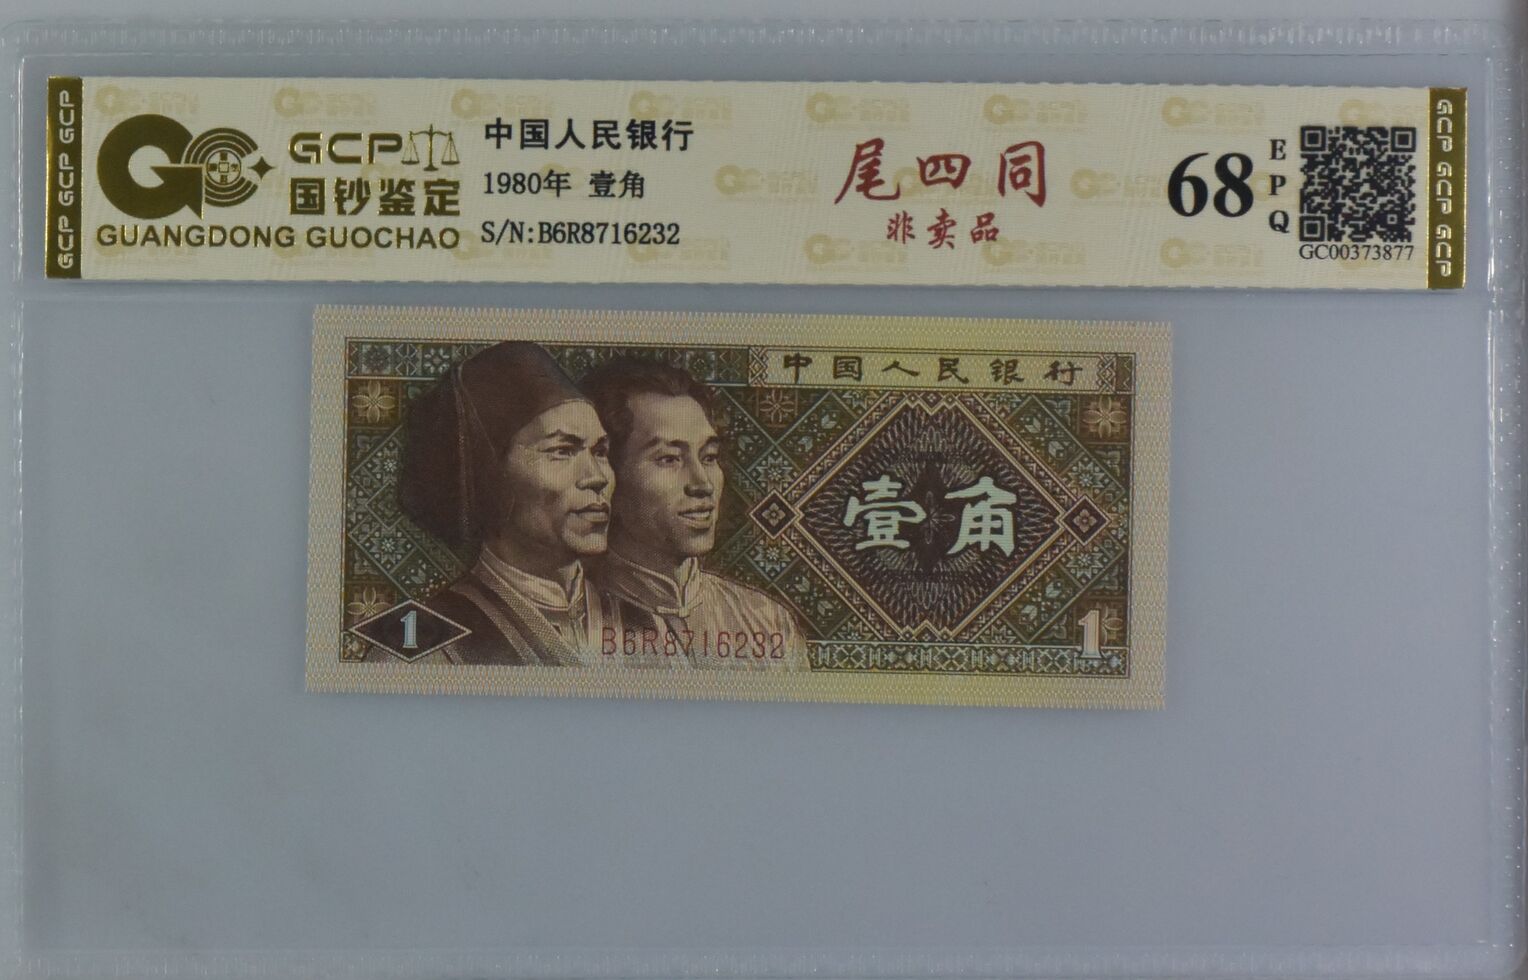 GCP GCP GCP
GCP
国钞鉴定
GUANGDONG GUOCHAO
中国人民银行
1980年 壹角
S/N:B6R8716232
尾四同
非卖品
68
EPQ
GC00373877
GCP GCP GCP
中国人民银行
壹角
1
B6R8716232
1